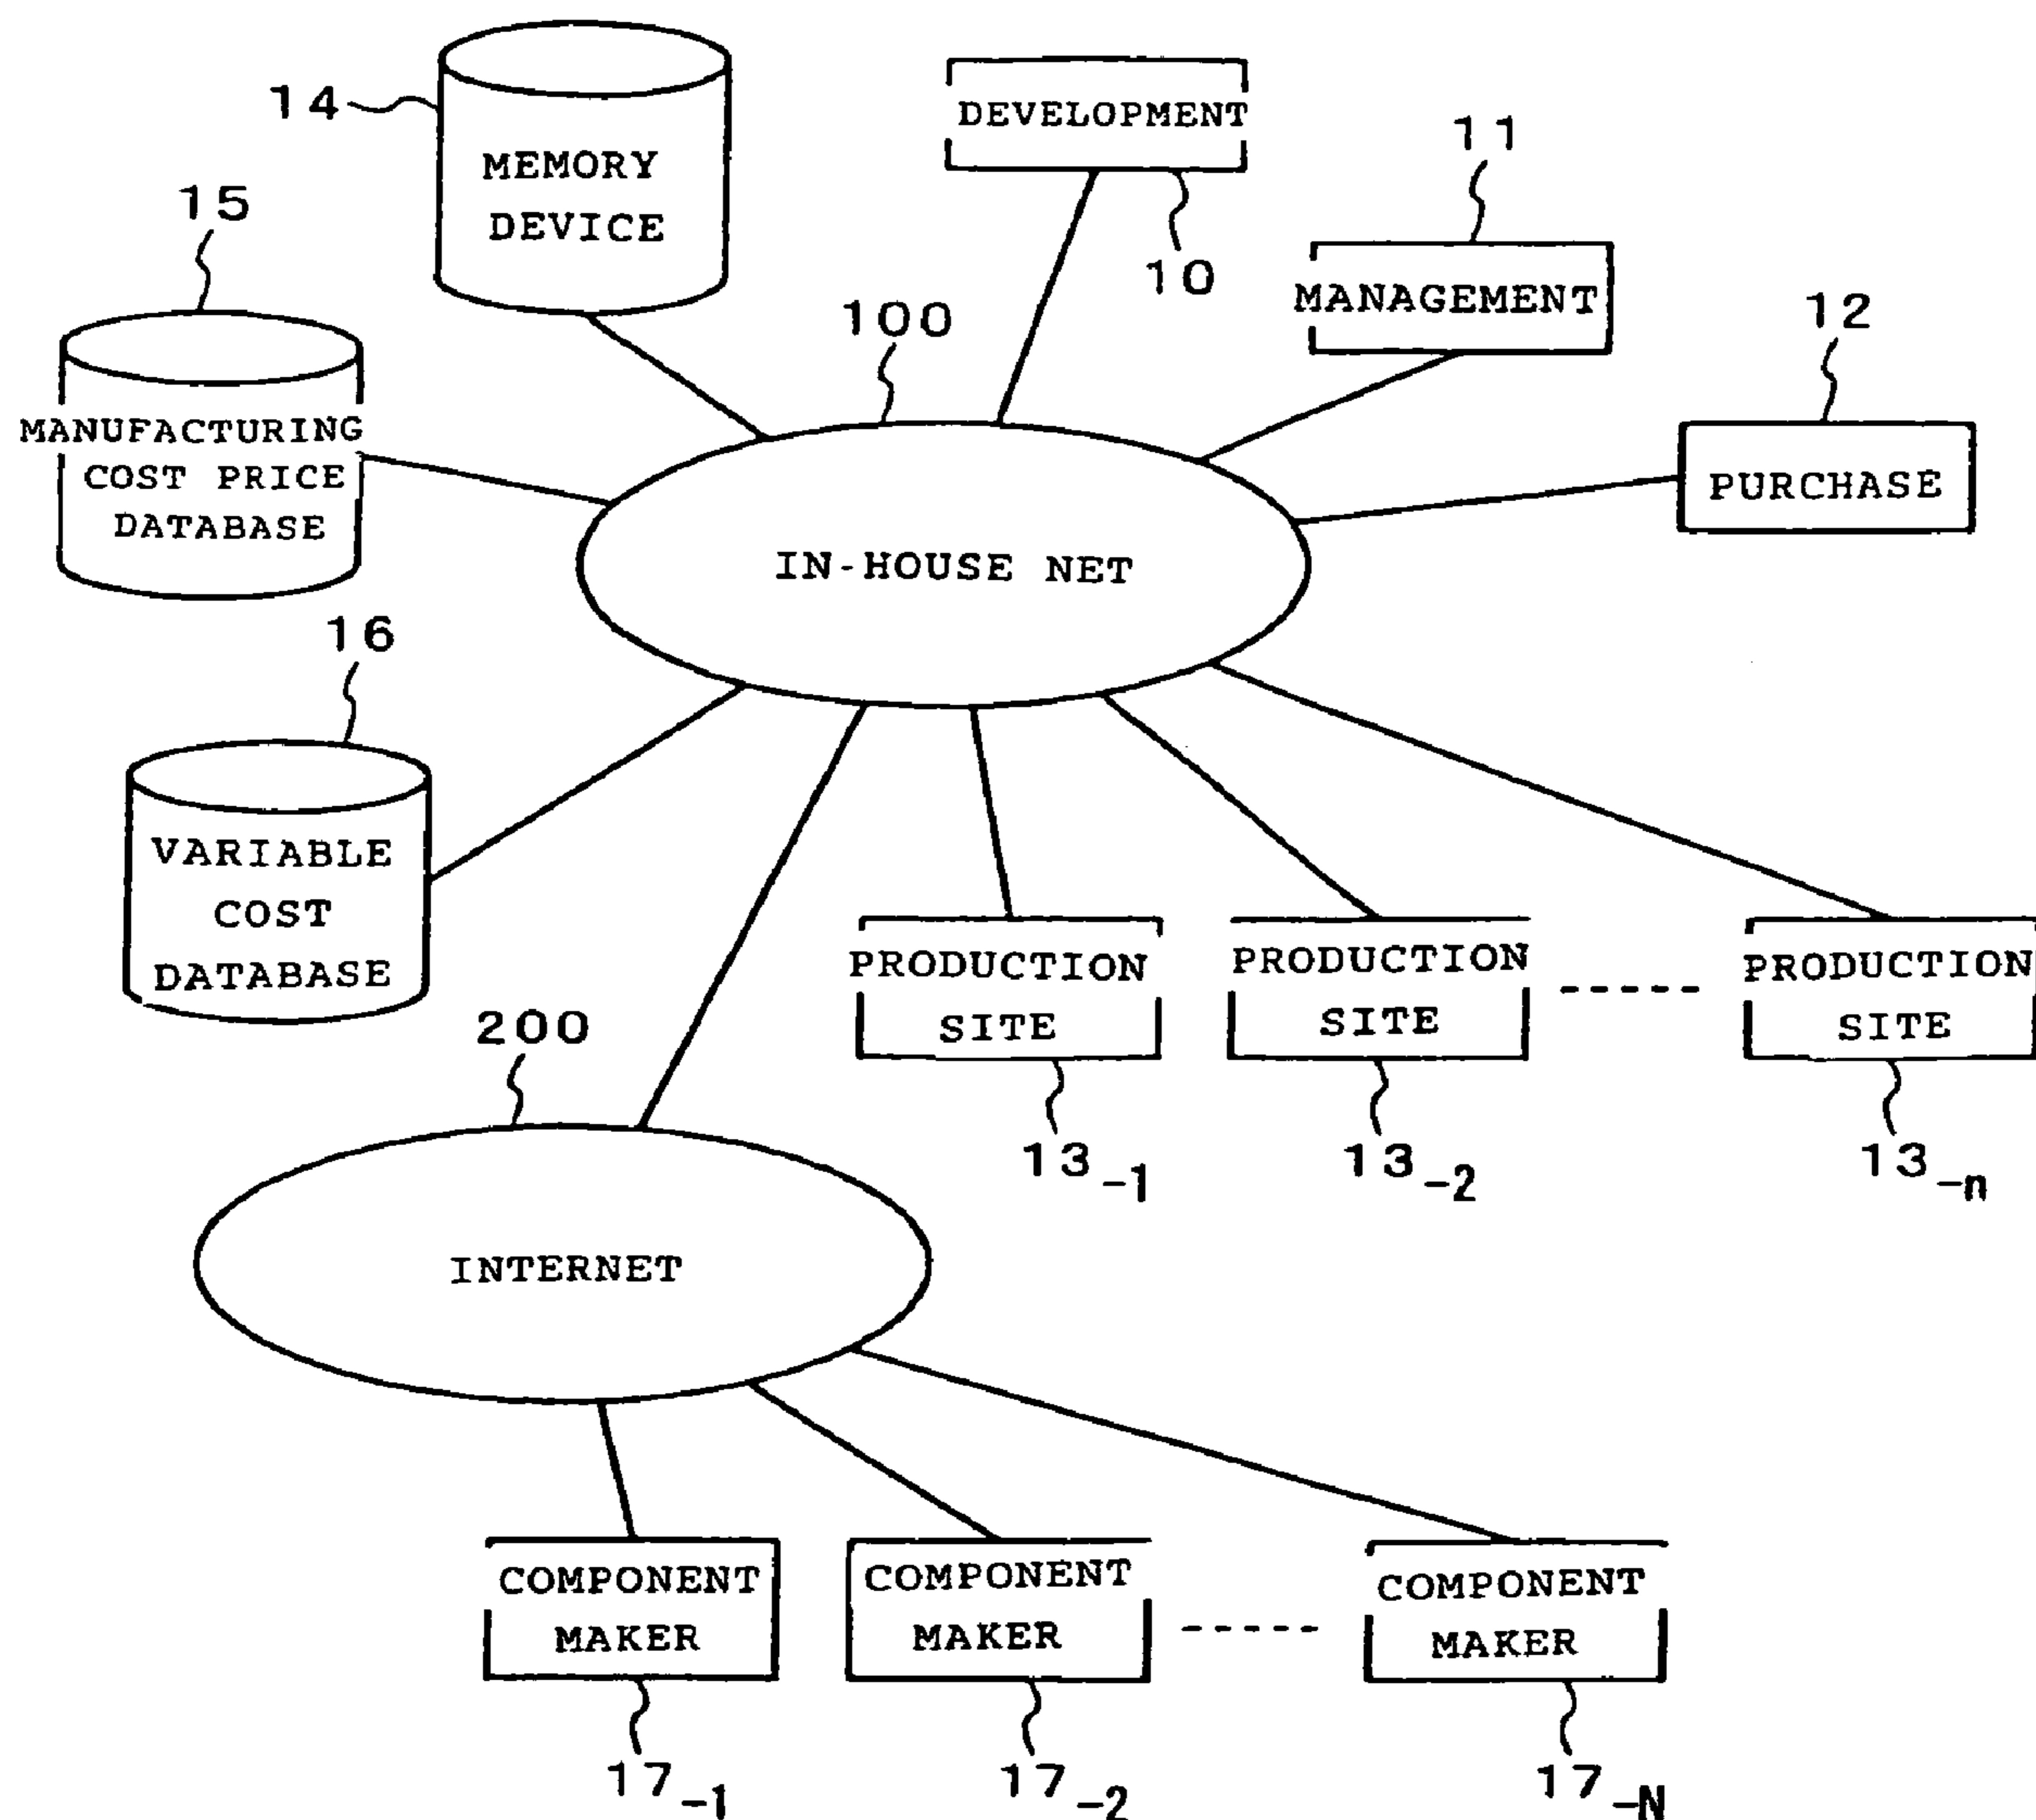 14
MEMORY
DEVICE
DEVELOPMENT
10
11
MANAGEMENT
15
MANUFACTURING
COST PRICE
DATABASE
100
12
PURCHASE
IN-HOUSE NET
16
VARIABLE
COST
DATABASE
PRODUCTION
SITE
13-1
PRODUCTION
SITE
13-2
-----
PRODUCTION
SITE
13-n
200
INTERNET
COMPONENT
MAKER
17-1
COMPONENT
MAKER
17-2
-----
COMPONENT
MAKER
17-N